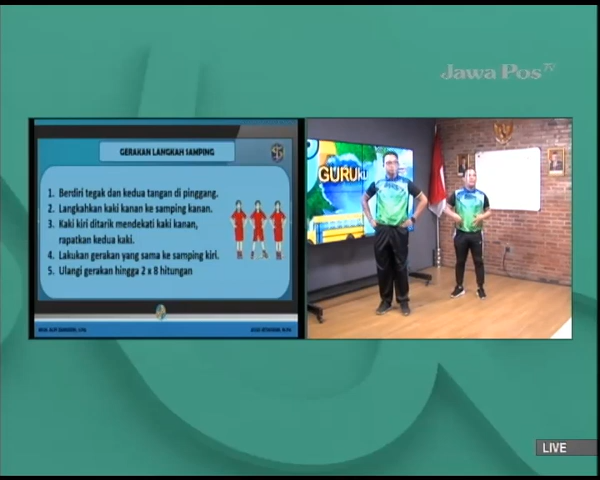 Jawa Pos TV
GERAKAN LANGKAH SAMPING
1. Berdiri tegak dan kedua tangan di pinggang.
2. Langkahkan kaki kanan ke samping kanan.
3. Kaki kiri ditarik mendekati kaki kanan,
rapatkan kedua kaki.
4. Lakukan gerakan yang sama ke samping kiri.
5. Ulangi gerakan hingga 2 x 8 hitungan
GURUku
LIVE